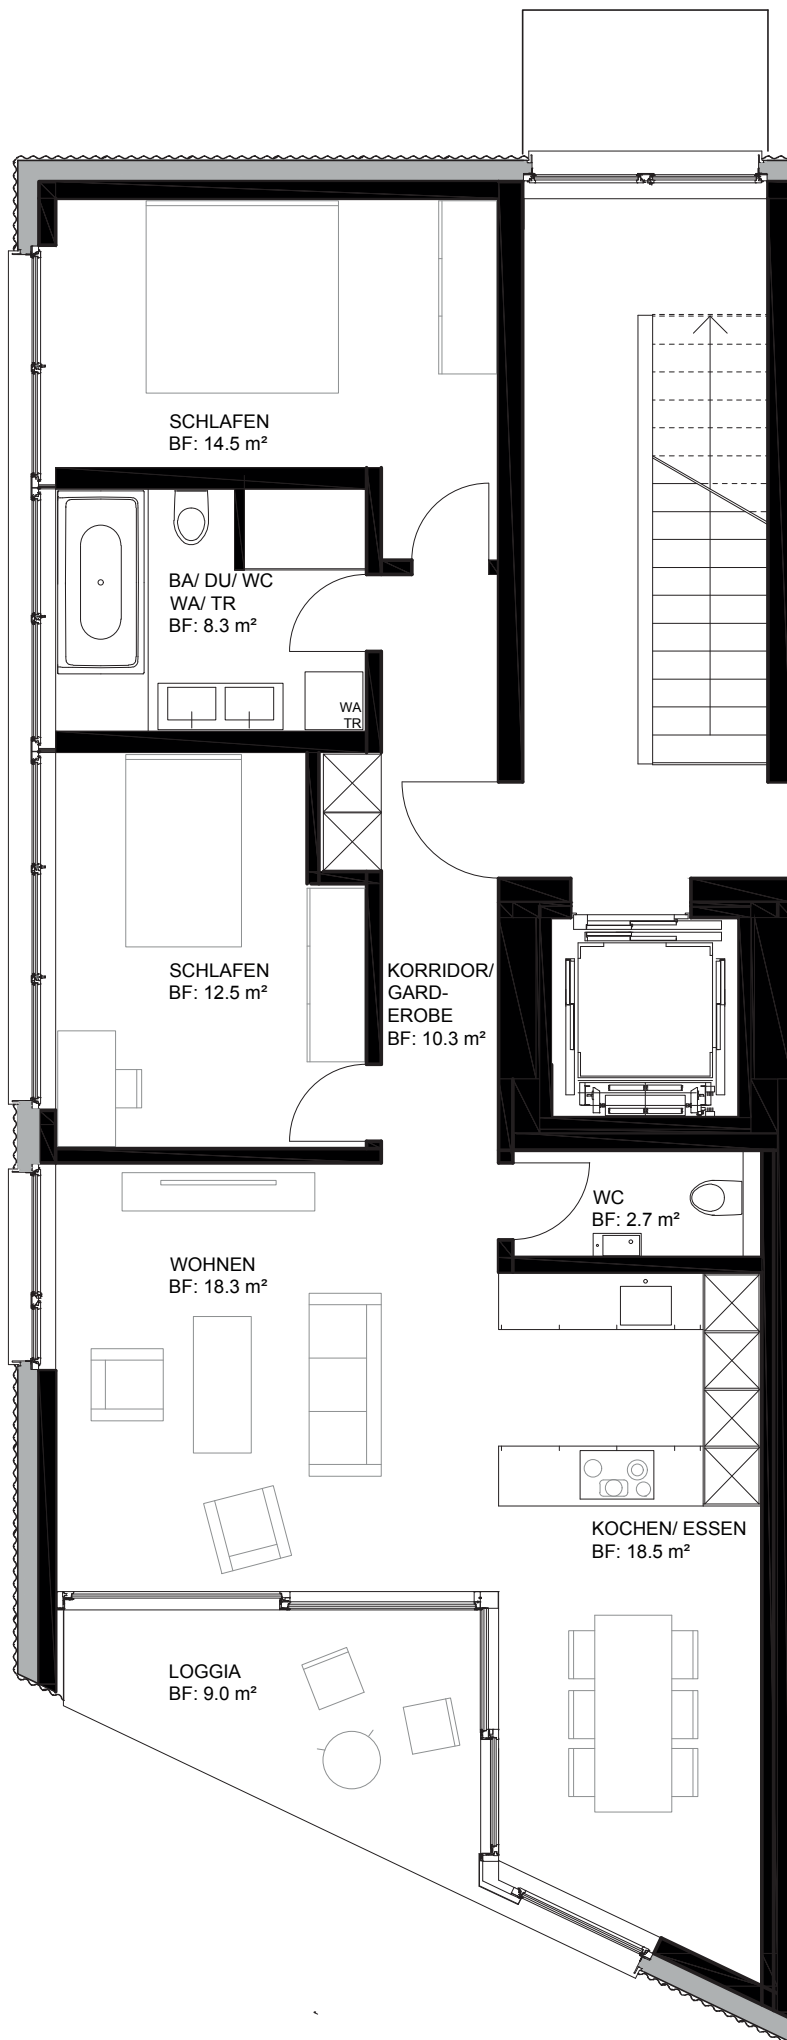 SCHLAFEN
BF: 14.5 m²
BA/ DU/ WC
WA/ TR
BF: 8.3 m²
WA
TR
SCHLAFEN
BF: 12.5 m²
KORRIDOR/
GARD-
EROBE
BF: 10.3 m²
WC
BF: 2.7 m²
WOHNEN
BF: 18.3 m²
KOCHEN/ ESSEN
BF: 18.5 m²
LOGGIA
BF: 9.0 m²